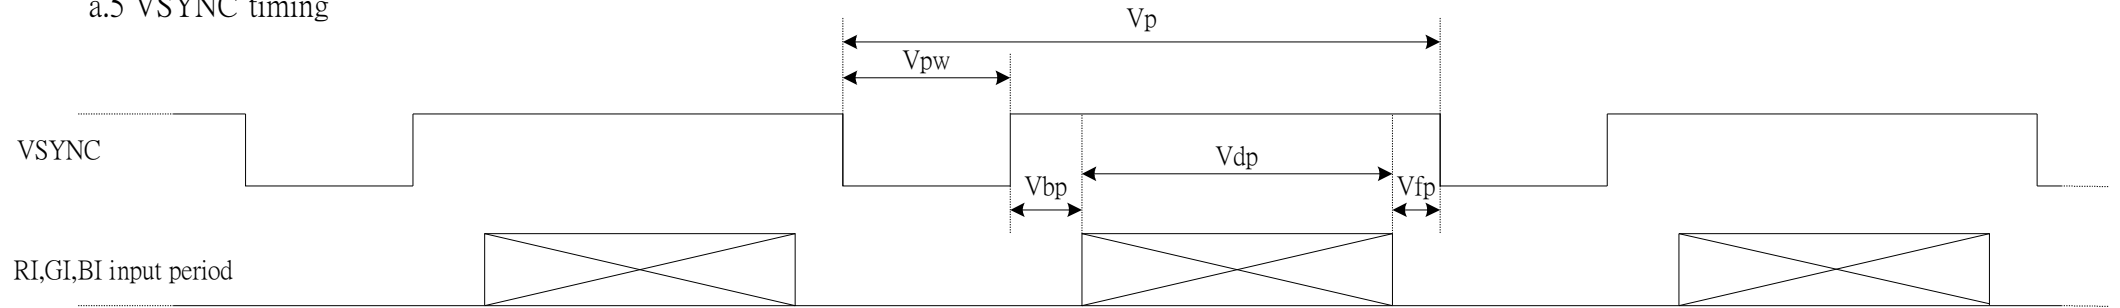 a.5 VSYNC timing
Vp
Vpw
VSYNC
Vdp
Vbp
Vfp
RI,GI,BI input period